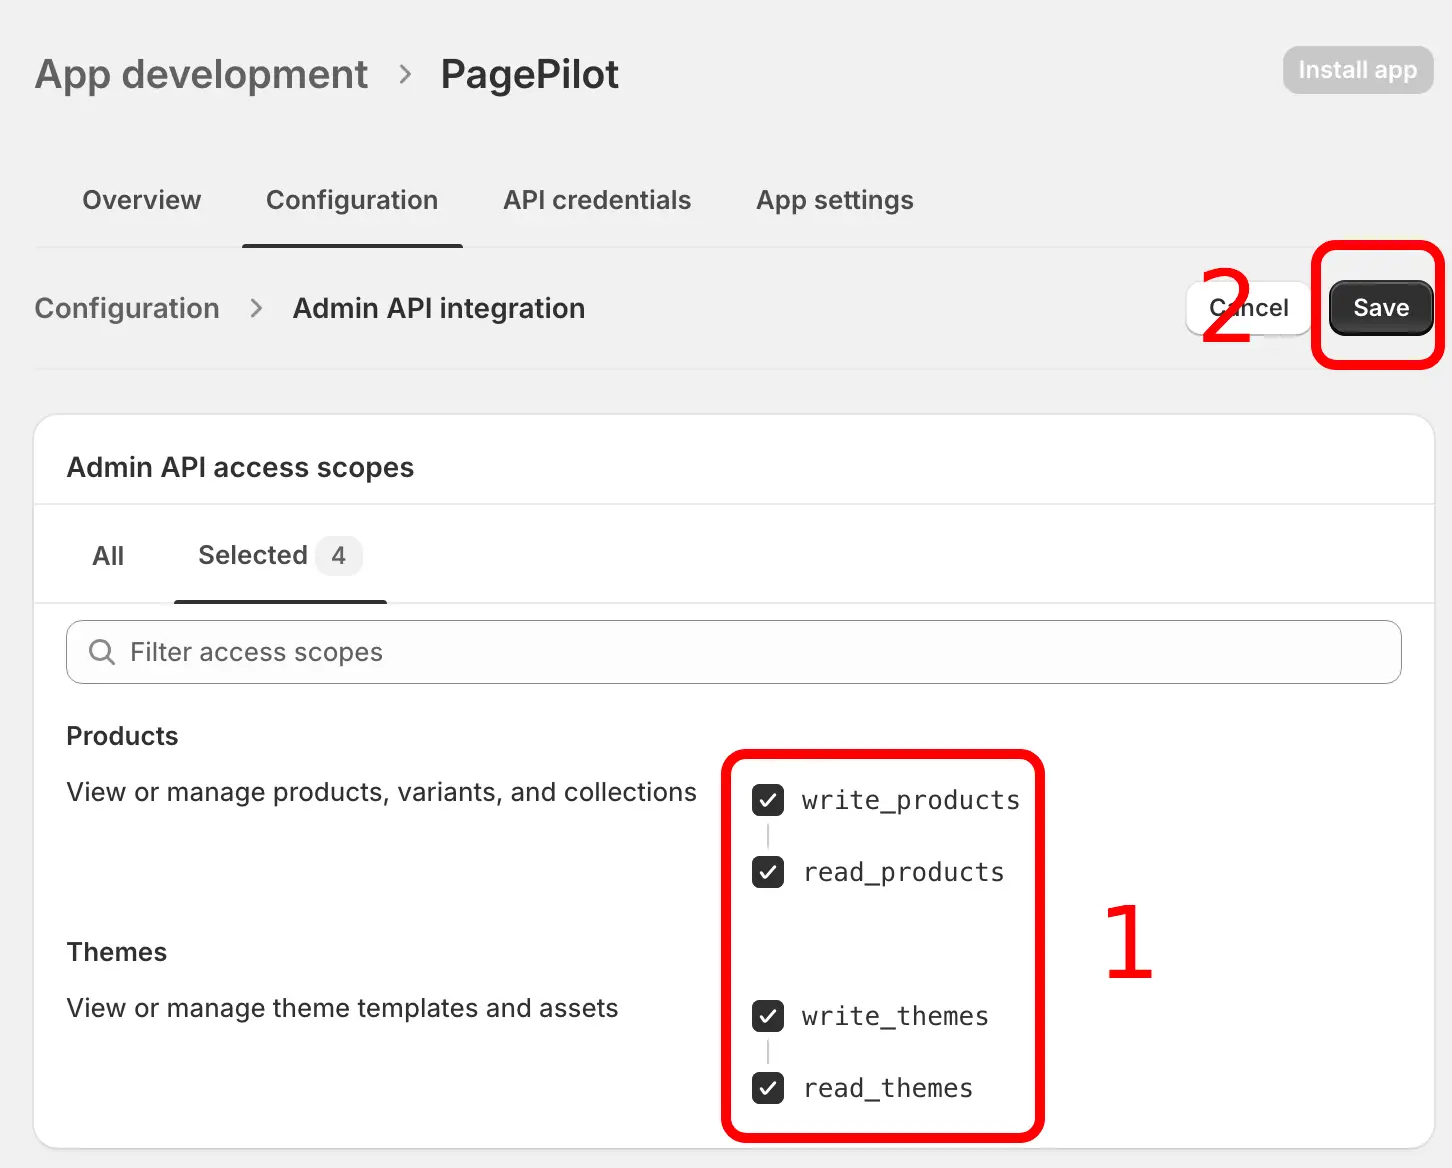 App development > PagePilot
Install app
Overview
Configuration
API credentials
App settings
Configuration > Admin API integration
Cancel
2
Save
Admin API access scopes
All
Selected 4
Filter access scopes
Products
View or manage products, variants, and collections
write_products
read_products
1
Themes
View or manage theme templates and assets
write_themes
read_themes